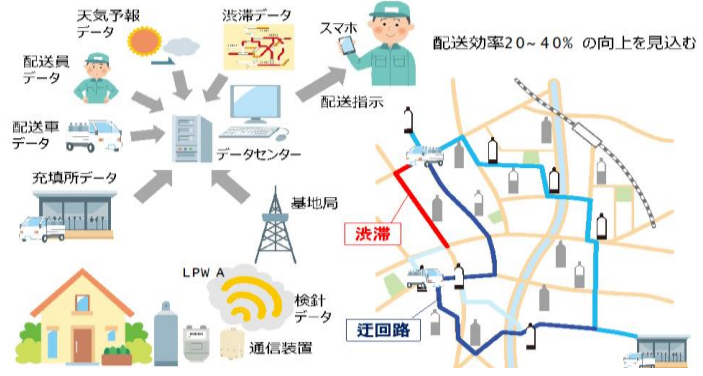 天気予報
データ
渋滞データ
スマホ
配送効率20~40% の向上を見込む
配送員
データ
配送指示
配送車
データ
データセンター
充填所データ
基地局
渋滞
LPWA
検針
データ
迂回路
通信装置